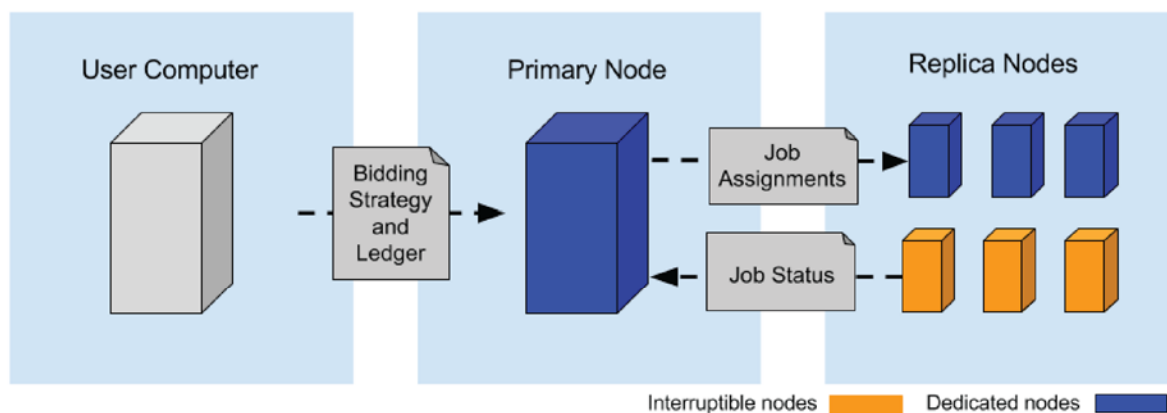 User Computer
Primary Node
Replica Nodes
Bidding
Strategy
and
Ledger
Job
Assignments
Job Status
Interruptible nodes
Dedicated nodes